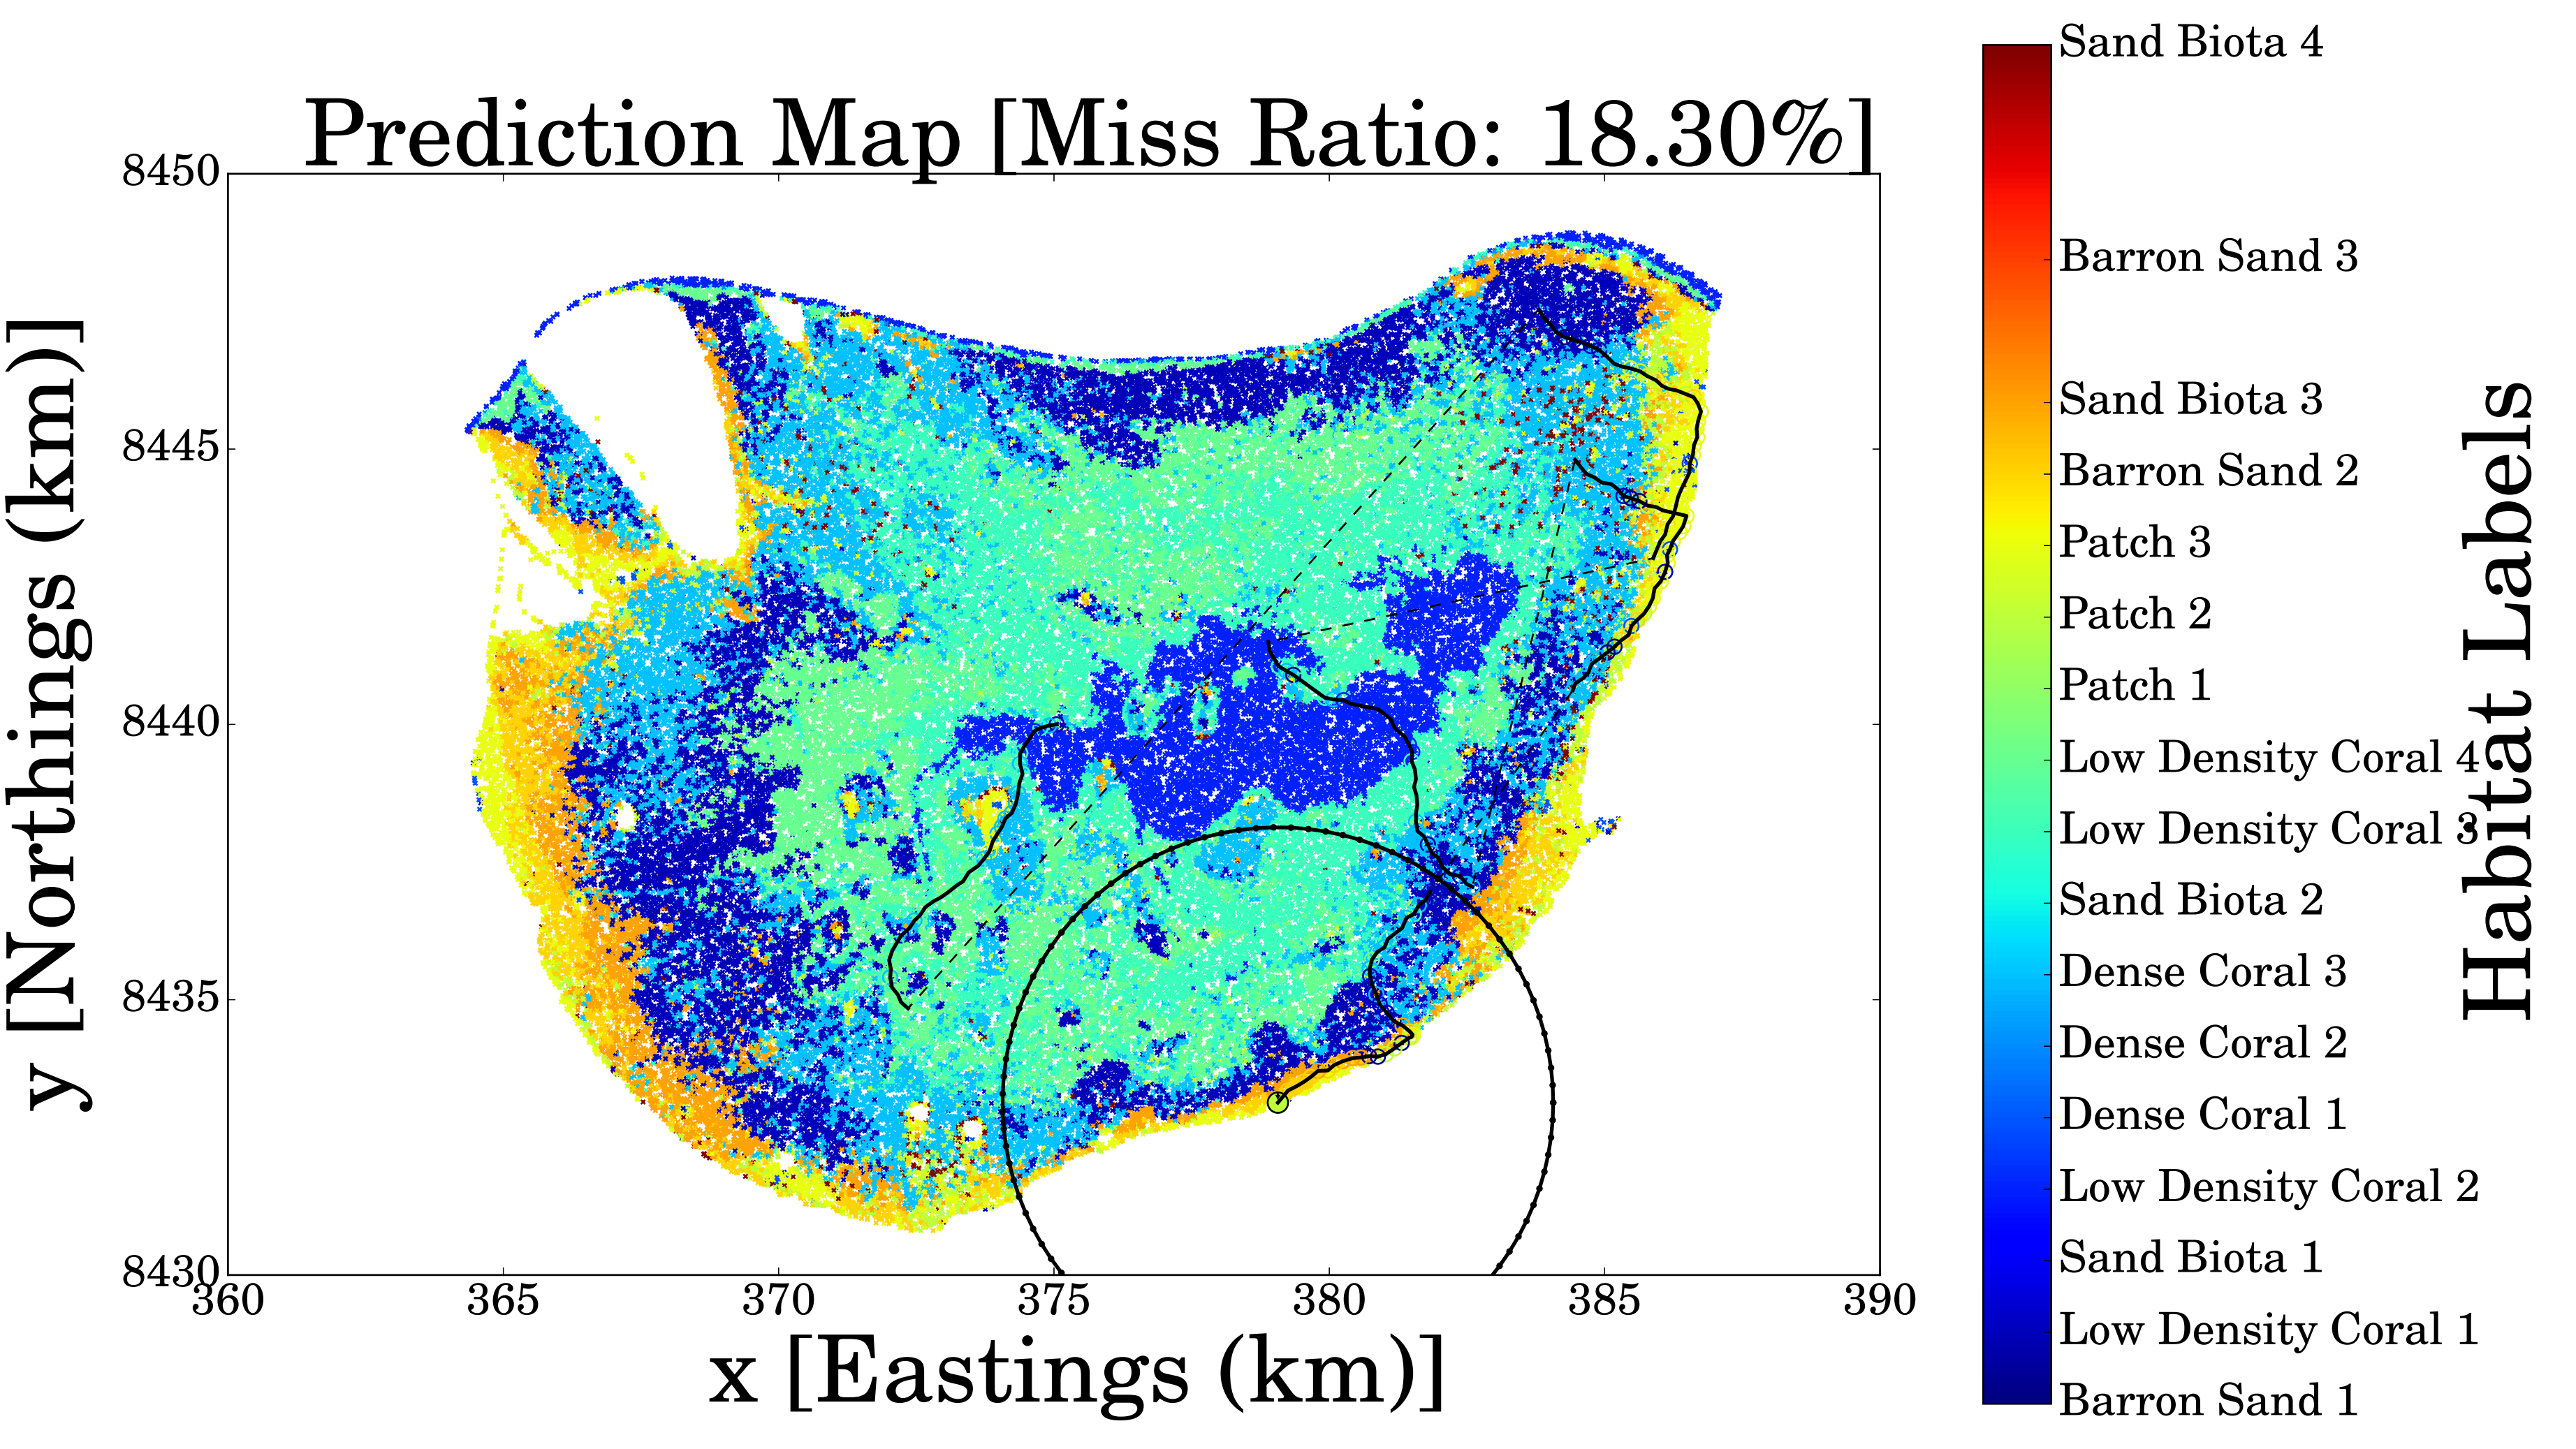 Prediction Map [Miss Ratio: 18.30%]
y [Northings (km)]
8450
8445
8440
8435
8430
360
365
370
375
380
385
390
x [Eastings (km)]
Sand Biota 4
Barron Sand 3
Sand Biota 3
Barron Sand 2
Patch 3
Patch 2
Patch 1
Low Density Coral 4
Low Density Coral 3
Sand Biota 2
Dense Coral 3
Dense Coral 2
Dense Coral 1
Low Density Coral 2
Sand Biota 1
Low Density Coral 1
Barron Sand 1
Habitat Labels